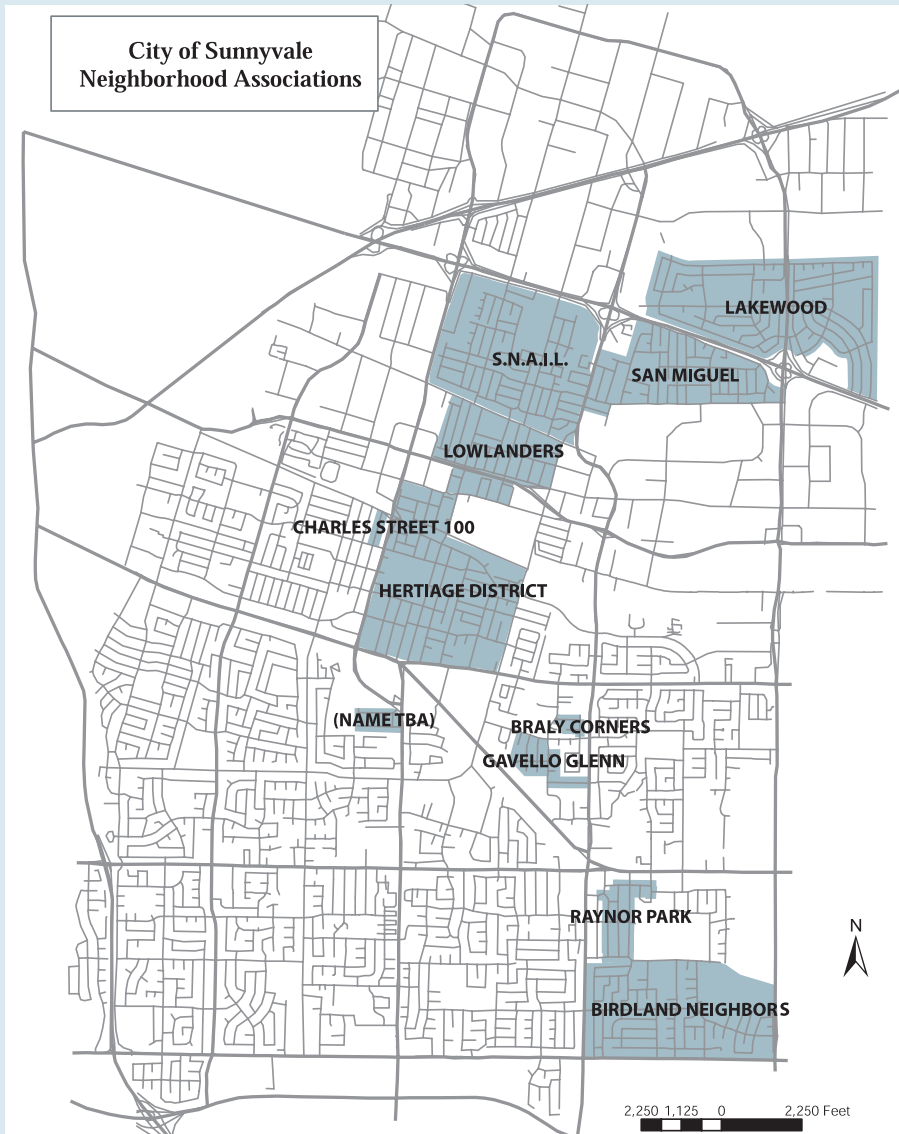 City of Sunnyvale
Neighborhood Associations
LAKEWOOD
S.N.A.I.L.
SAN MIGUEL
LOWLANDERS
CHARLES STREET 100
HERTIAGE DISTRICT
(NAME TBA)
BRALY CORNERS
GAVELLO GLENN
RAYNOR PARK
N
BIRDLAND NEIGHBORS
2,250 1,125 0 2,250 Feet